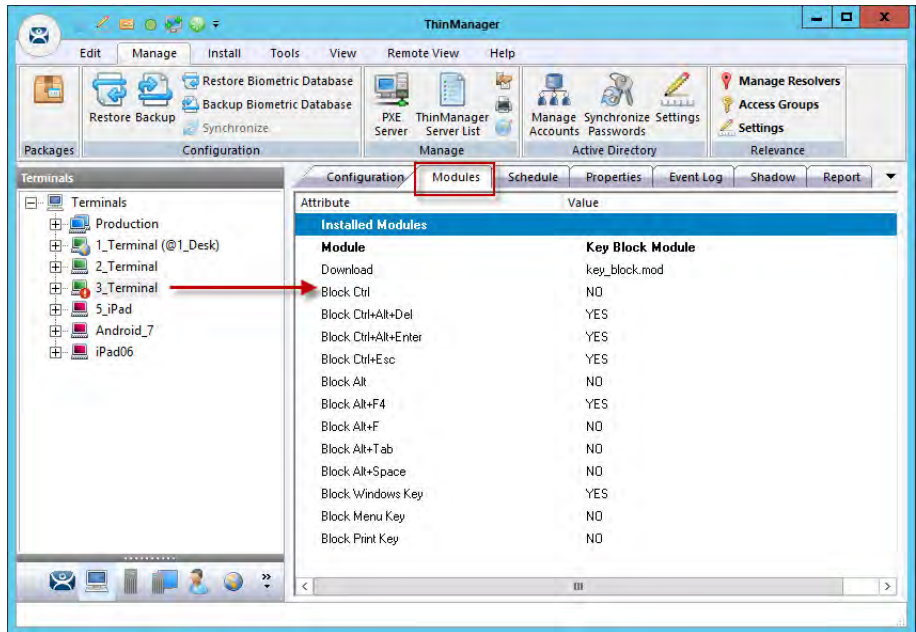 ThinManager
Edit Manage Install Tools View Remote View Help
Restore Backup
Restore Biometric Database
Backup Biometric Database
Synchronize
PXE Server
ThinManager Server List
Manage Accounts
Synchronize Passwords
Settings
Manage Resolvers
Access Groups
Settings
Packages Configuration Manage Active Directory Relevance
Terminals
Configuration Modules Schedule Properties Event Log Shadow Report
Terminals
Production
1_Terminal (@1_Desk)
2_Terminal
3_Terminal
5_iPad
Android_7
iPad06
Attribute Value
Installed Modules
Module Key Block Module
Download key_block.mod
Block Ctrl NO
Block Ctrl+Alt+Del YES
Block Ctrl+Alt+Enter YES
Block Ctrl+Esc YES
Block Alt NO
Block Alt+F4 YES
Block Alt+F NO
Block Alt+Tab NO
Block Alt+Space NO
Block Windows Key YES
Block Menu Key NO
Block Print Key NO